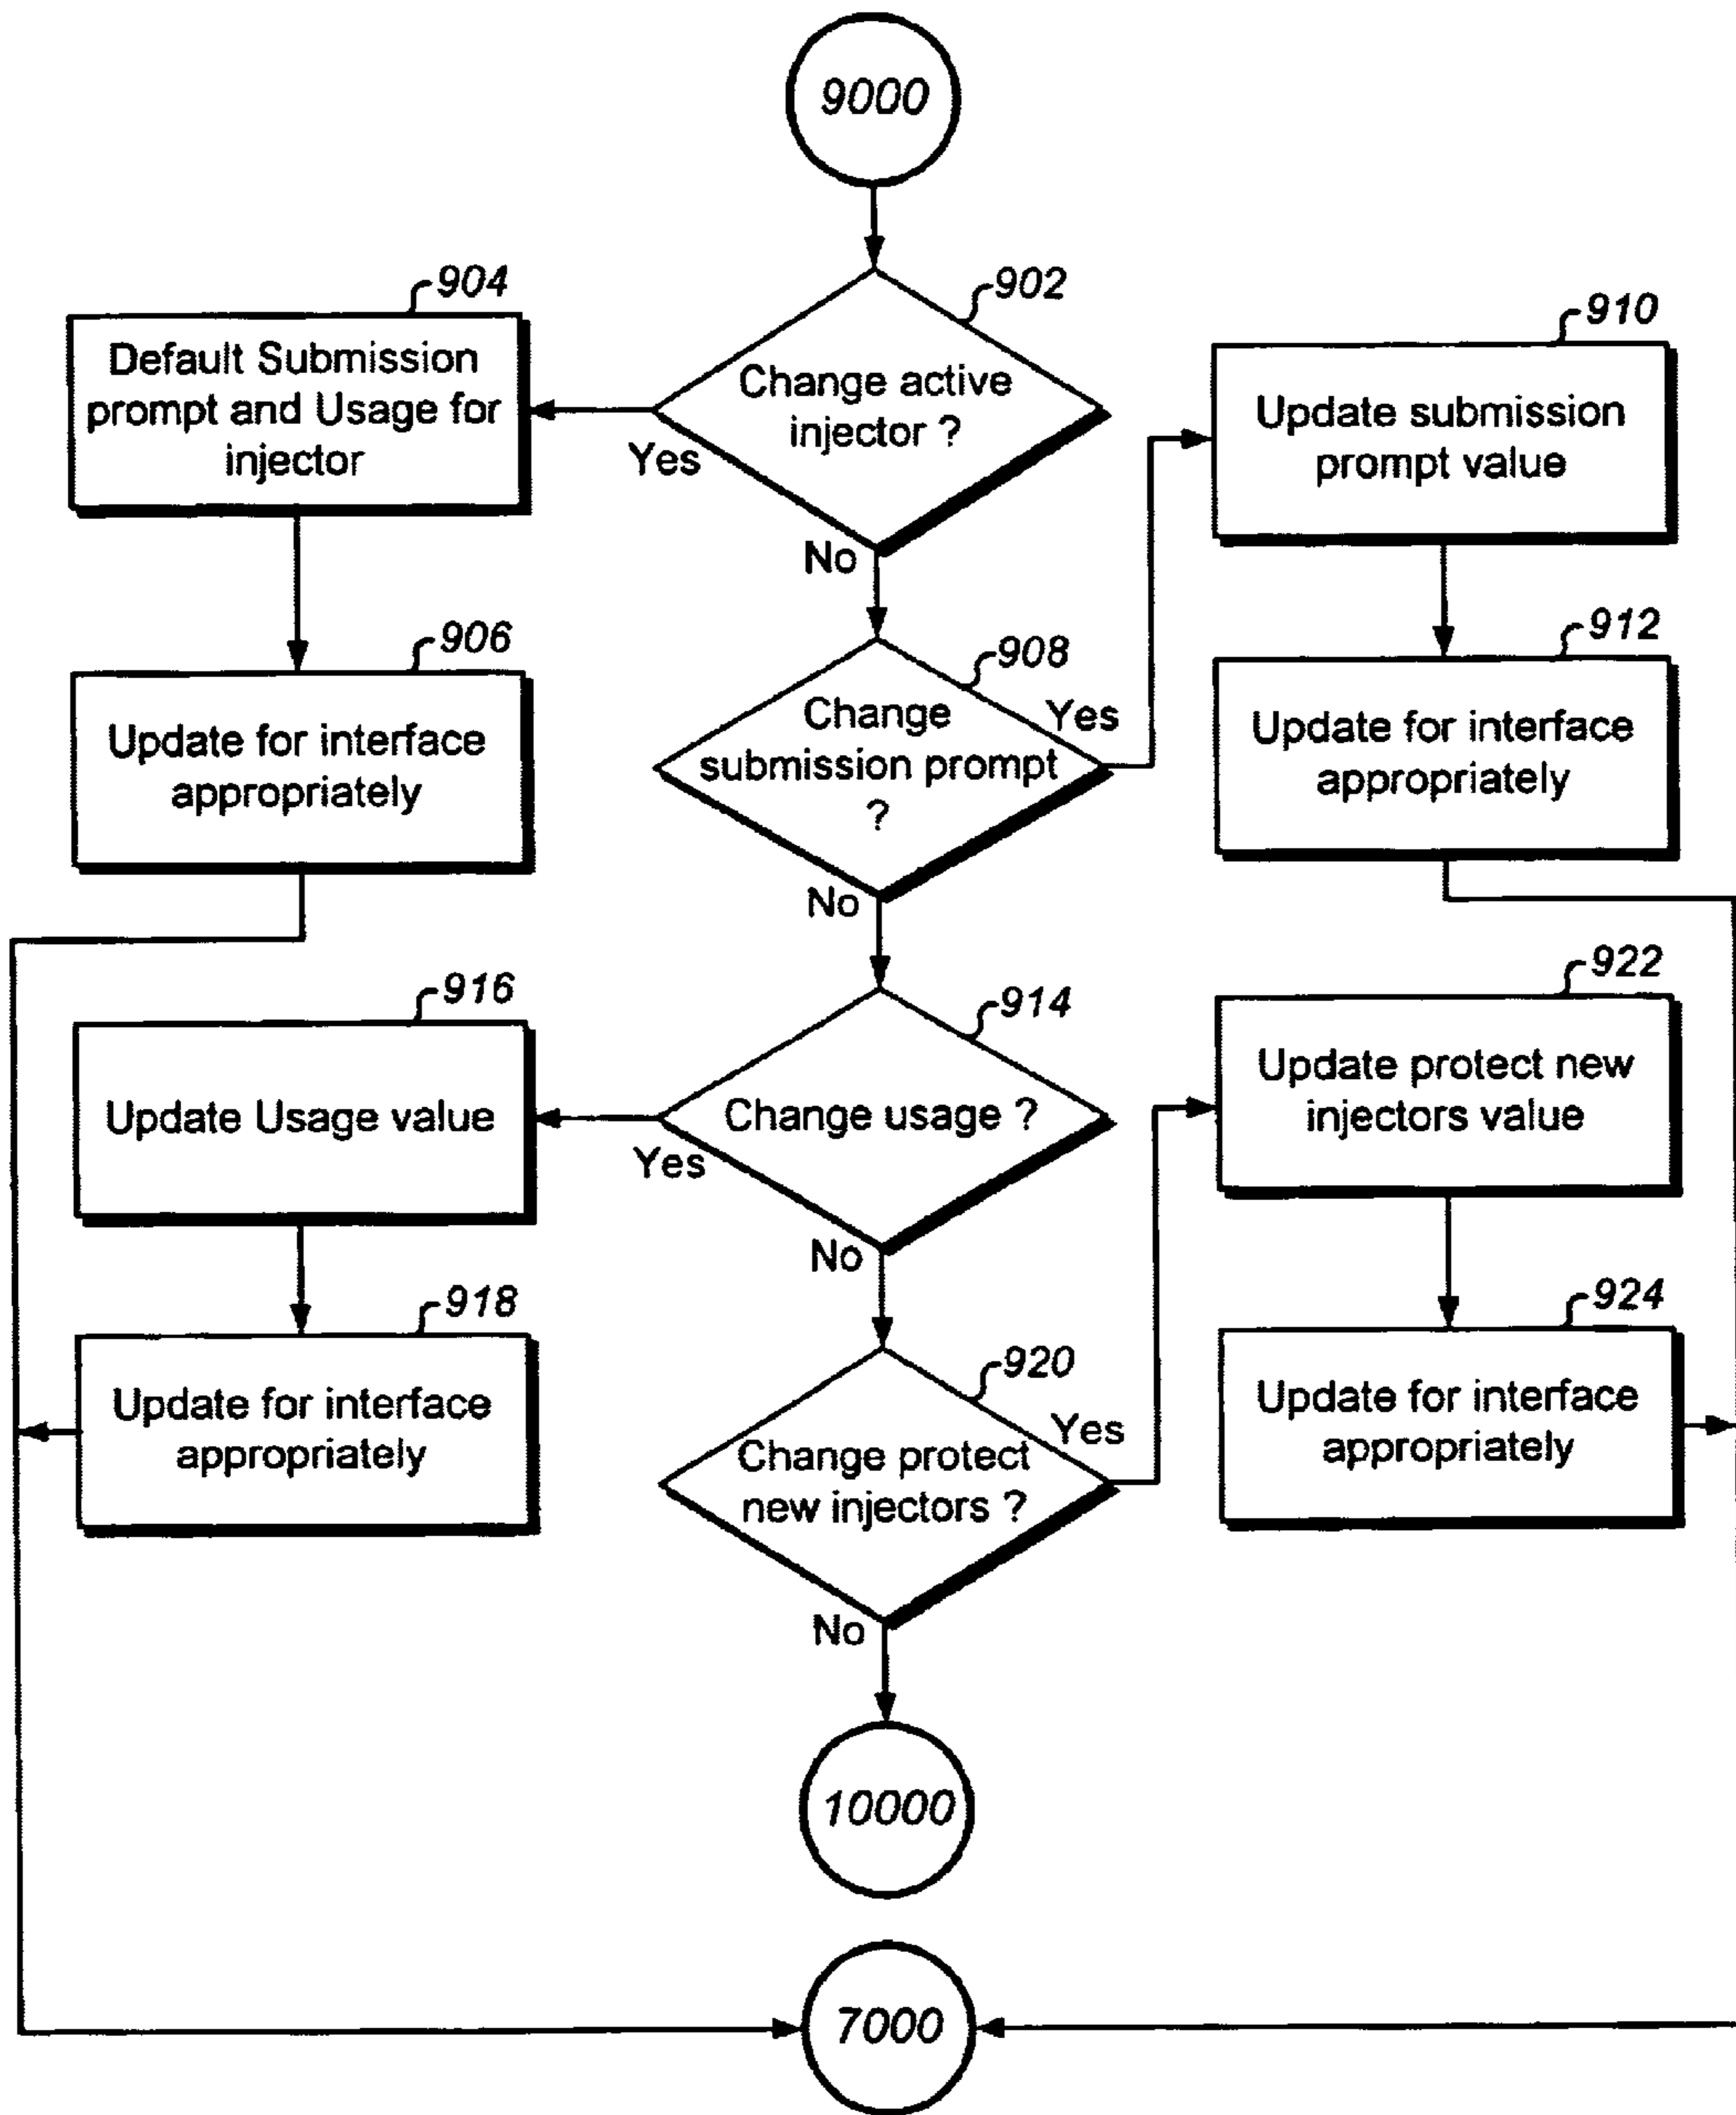 9000
904
902
910
Default Submission
prompt and Usage for
injector
Change active
injector ?
Yes
No
Update submission
prompt value
906
908
912
Update for interface
appropriately
Change
submission prompt
?
Yes
No
Update for interface
appropriately
916
914
922
Update Usage value
Change usage ?
Yes
No
Update protect new
injectors value
918
920
924
Update for interface
appropriately
Change protect
new injectors ?
Yes
No
Update for interface
appropriately
10000
7000